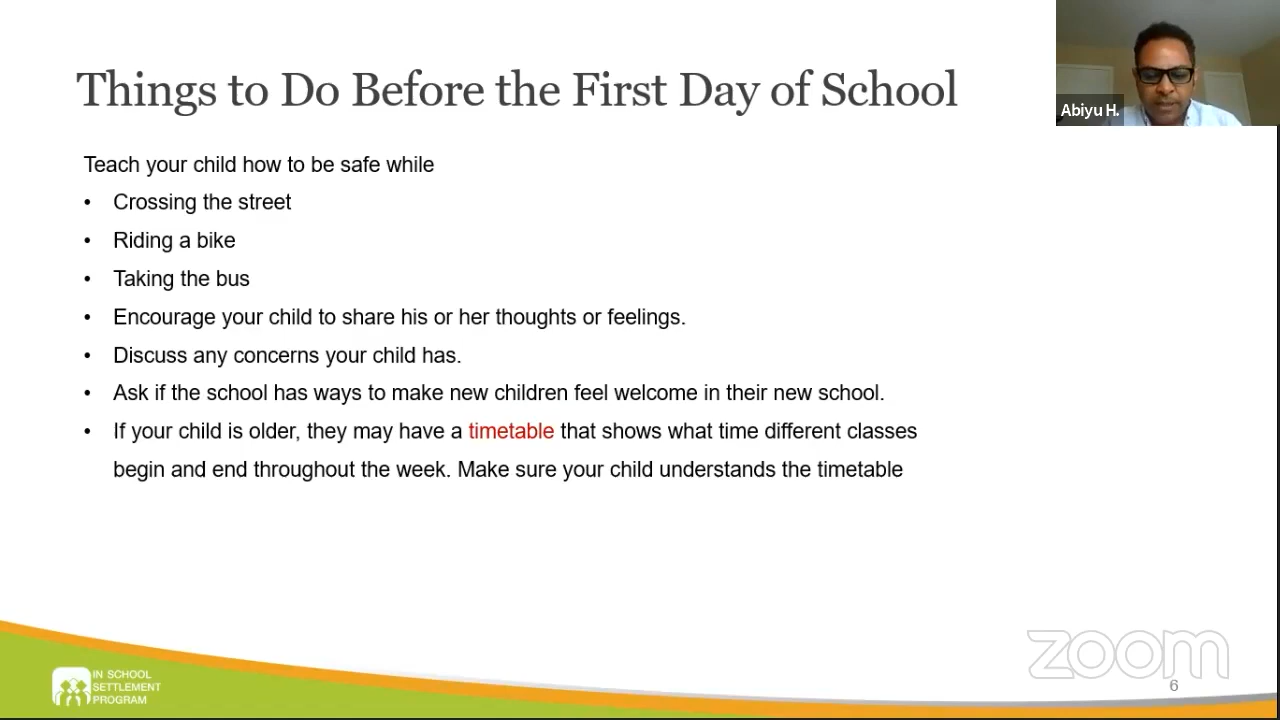 Things to Do Before the First Day of School
Abiyu H.
Teach your child how to be safe while
• Crossing the street
• Riding a bike
• Taking the bus
• Encourage your child to share his or her thoughts or feelings.
• Discuss any concerns your child has.
• Ask if the school has ways to make new children feel welcome in their new school.
• If your child is older, they may have a timetable that shows what time different classes
begin and end throughout the week. Make sure your child understands the timetable
IN SCHOOL
SETTLEMENT
PROGRAM
zoom
6